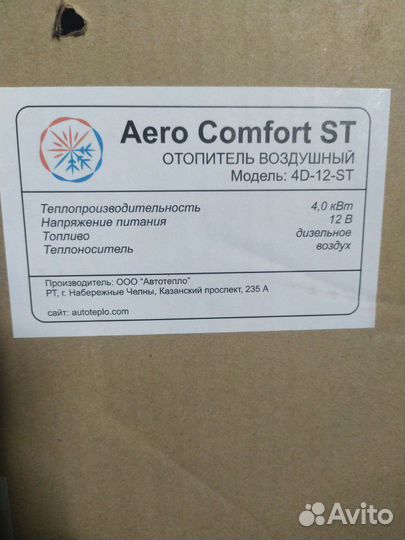 Aero Comfort ST
ОТОПИТЕЛЬ ВОЗДУШНЫЙ
Модель: 4D-12-ST
Теплопроизводительность 4,0 кВт
Напряжение питания 12 В
Топливо дизельное
Теплоноситель воздух
Производитель: ООО "Автотепло"
РТ, г. Набережные Челны, Казанский проспект, 235 А
сайт: autoteplo.com
Avito